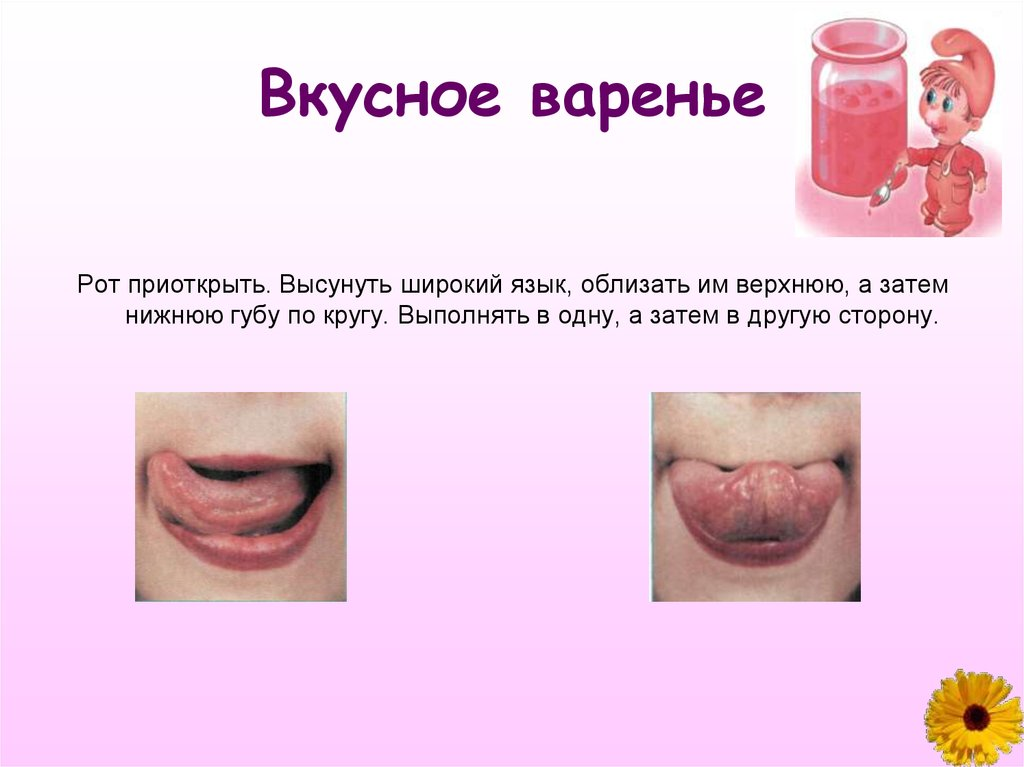 Вкусное варенье
Рот приоткрыть. Высунуть широкий язык, облизать им верхнюю, а затем
нижнюю губу по кругу. Выполнять в одну, а затем в другую сторону.